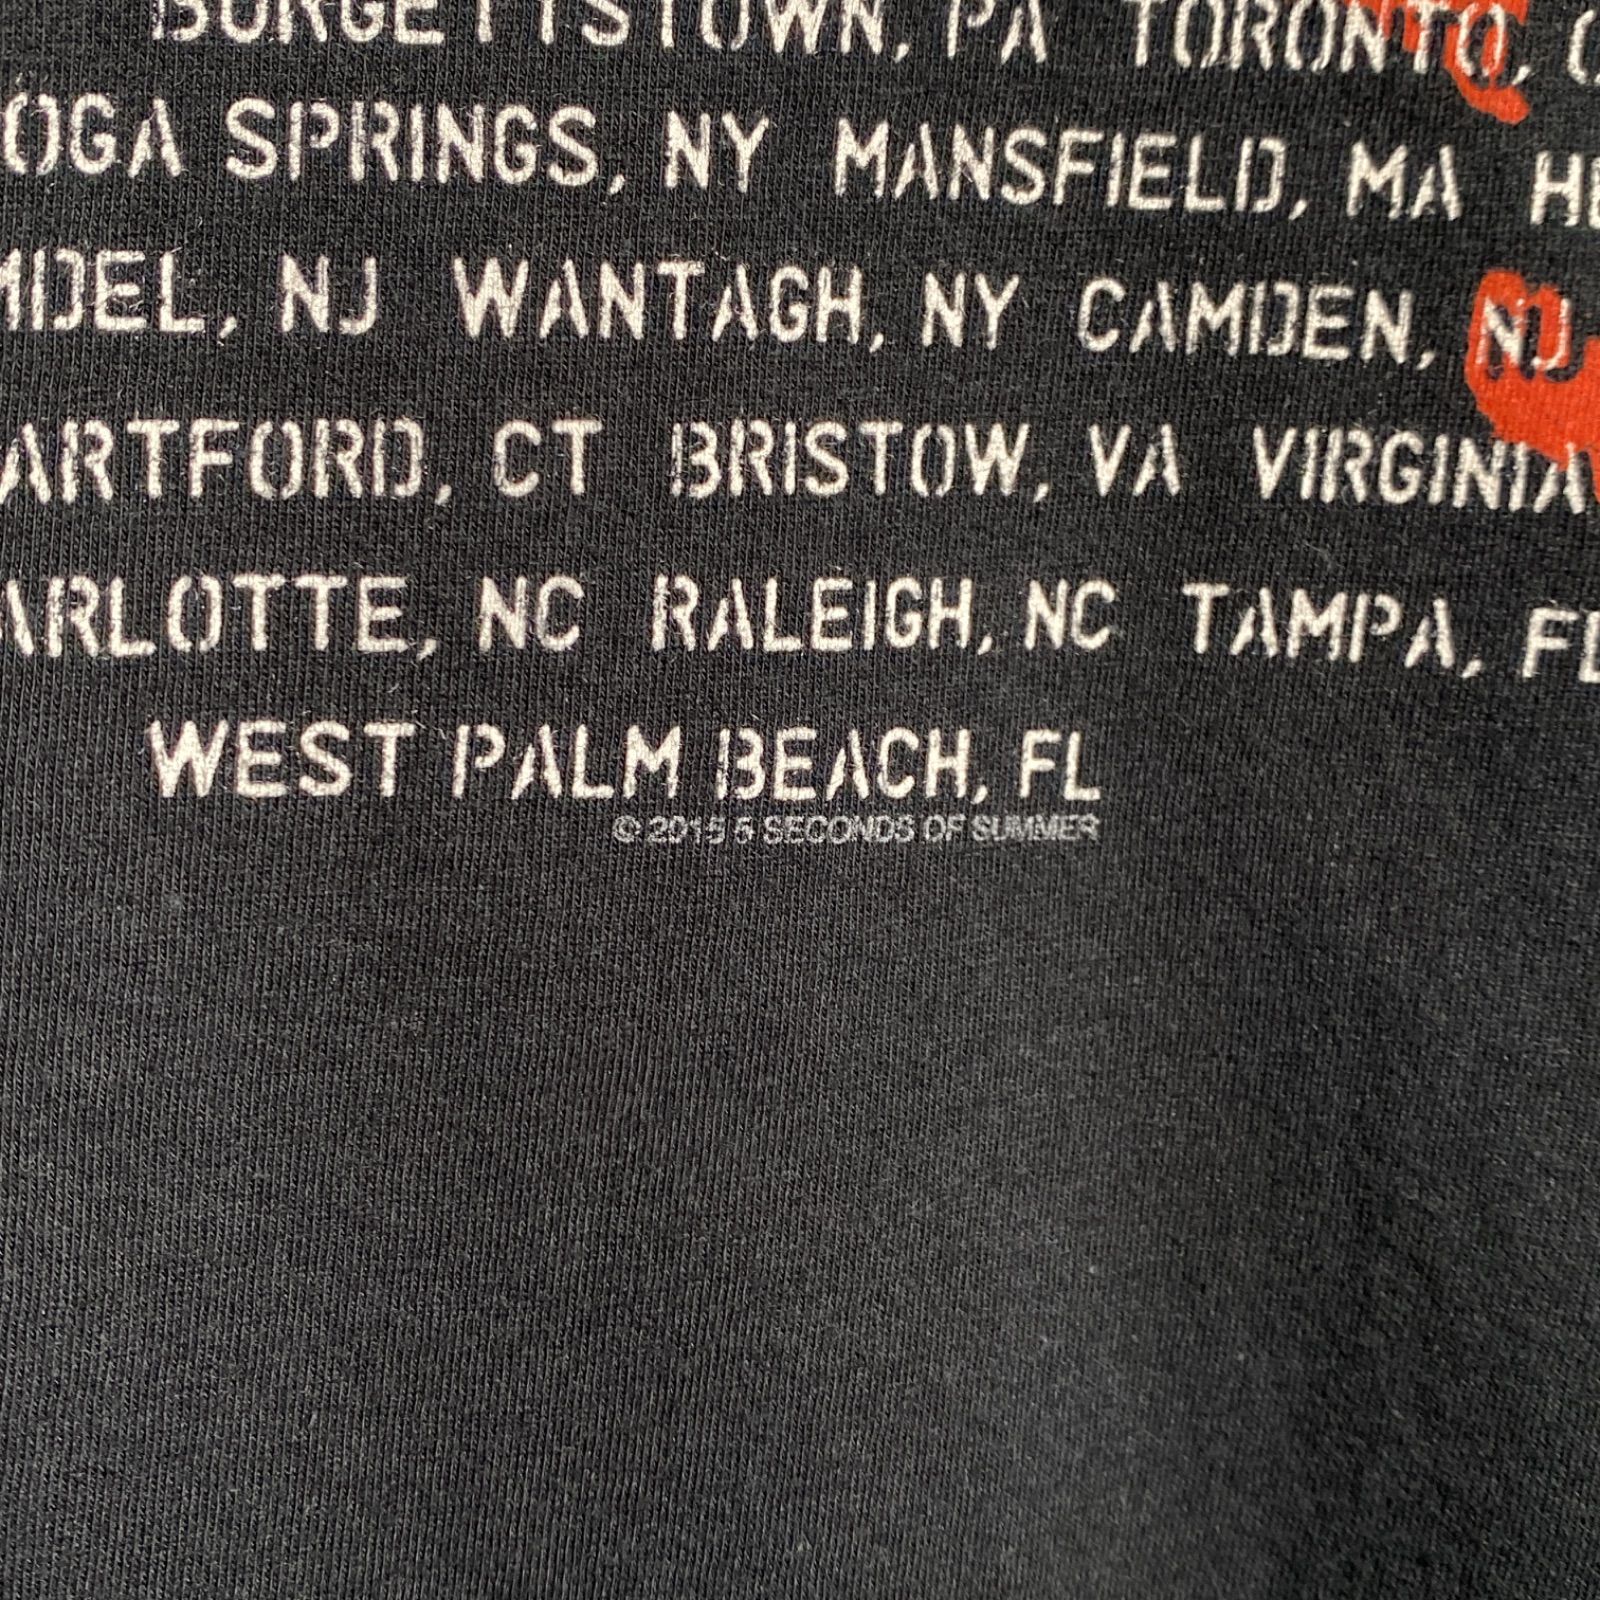 BURGETTSTOWN, PA TORONTO,
OGA SPRINGS, NY MANSFIELD, MA
MDEL, NJ WANTAGH, NY CAMDEN, NJ
ARTFORD, CT BRISTOW, VA VIRGINIA
ARLOTTE, NC RALEIGH, NC TAMPA, FL
WEST PALM BEACH, FL
© 2015 5 SECONDS OF SUMMER